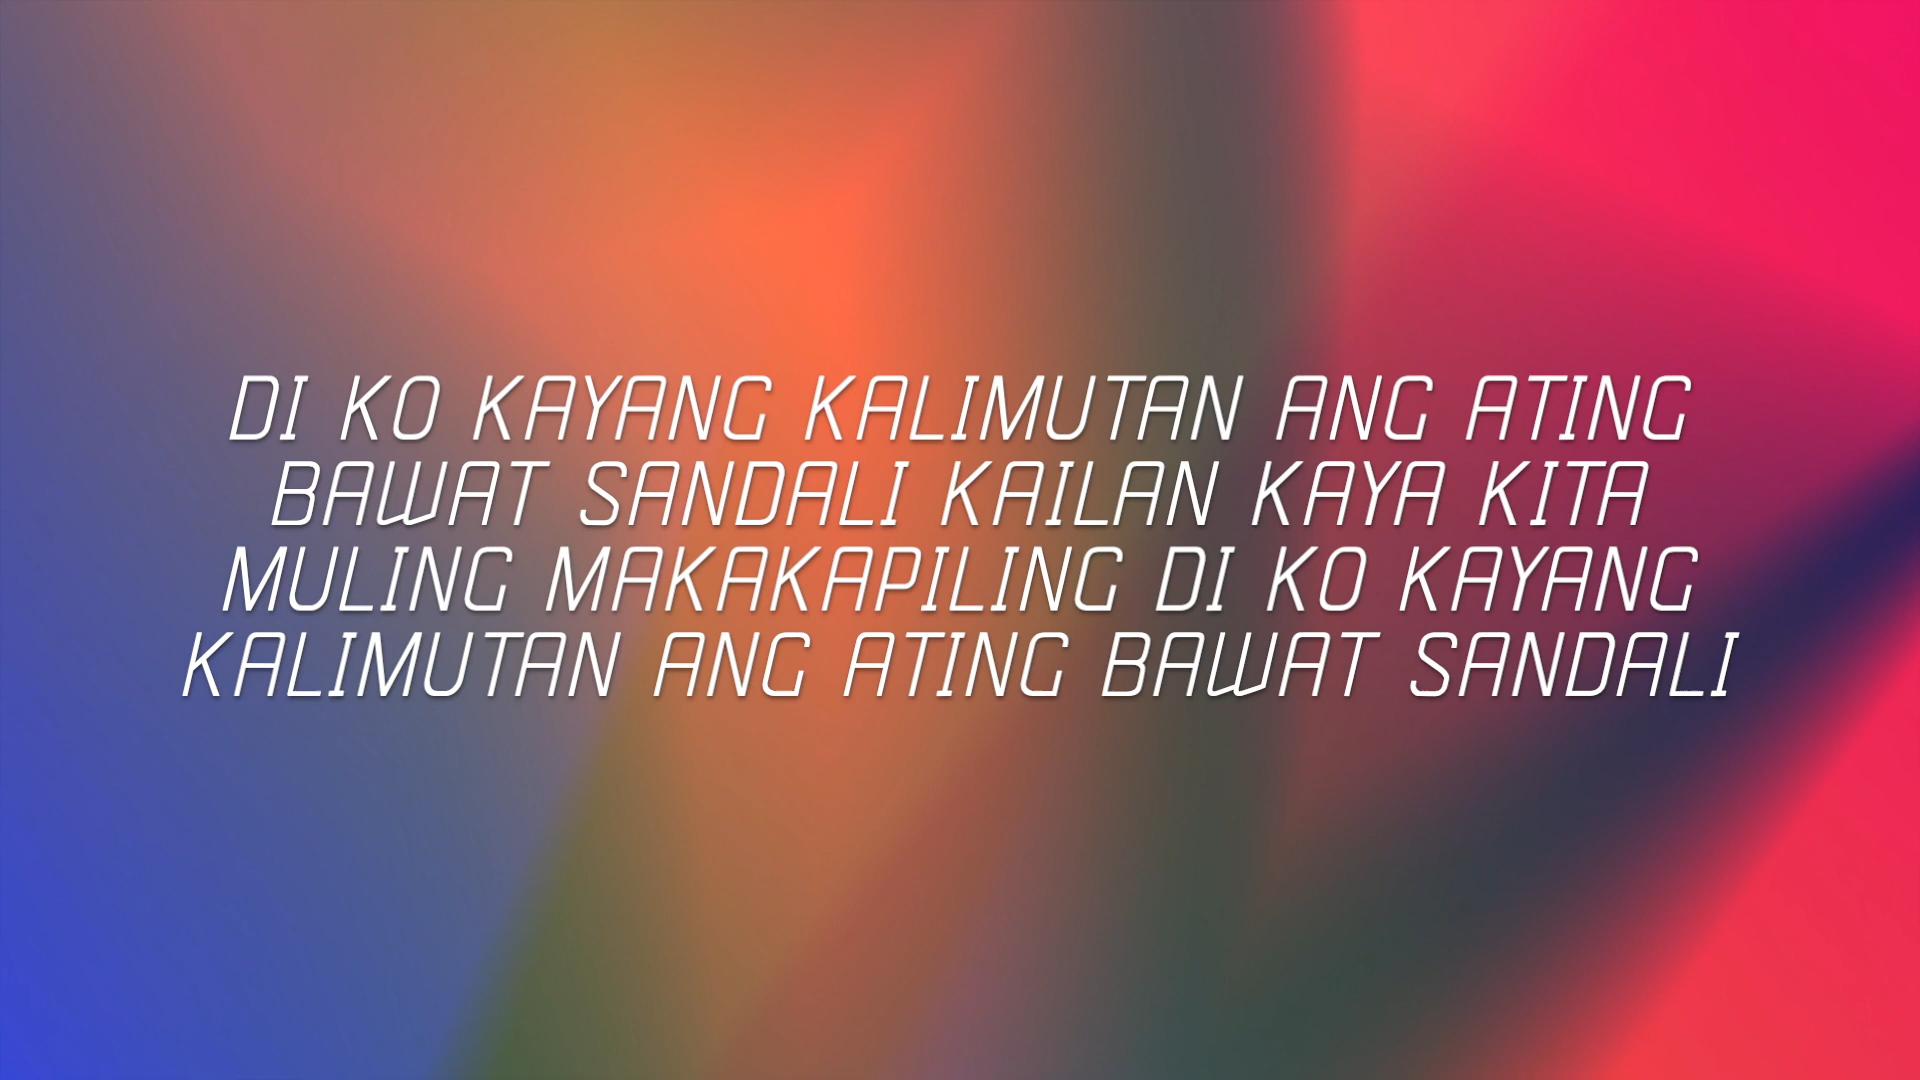 DI KO KAYANG KALIMUTAN ANG ATING
BAWAT SANDALI KAILAN KAYA KITA
MULING MAKAKAPILING DI KO KAYANG
KALIMUTAN ANG ATING BAWAT SANDALI